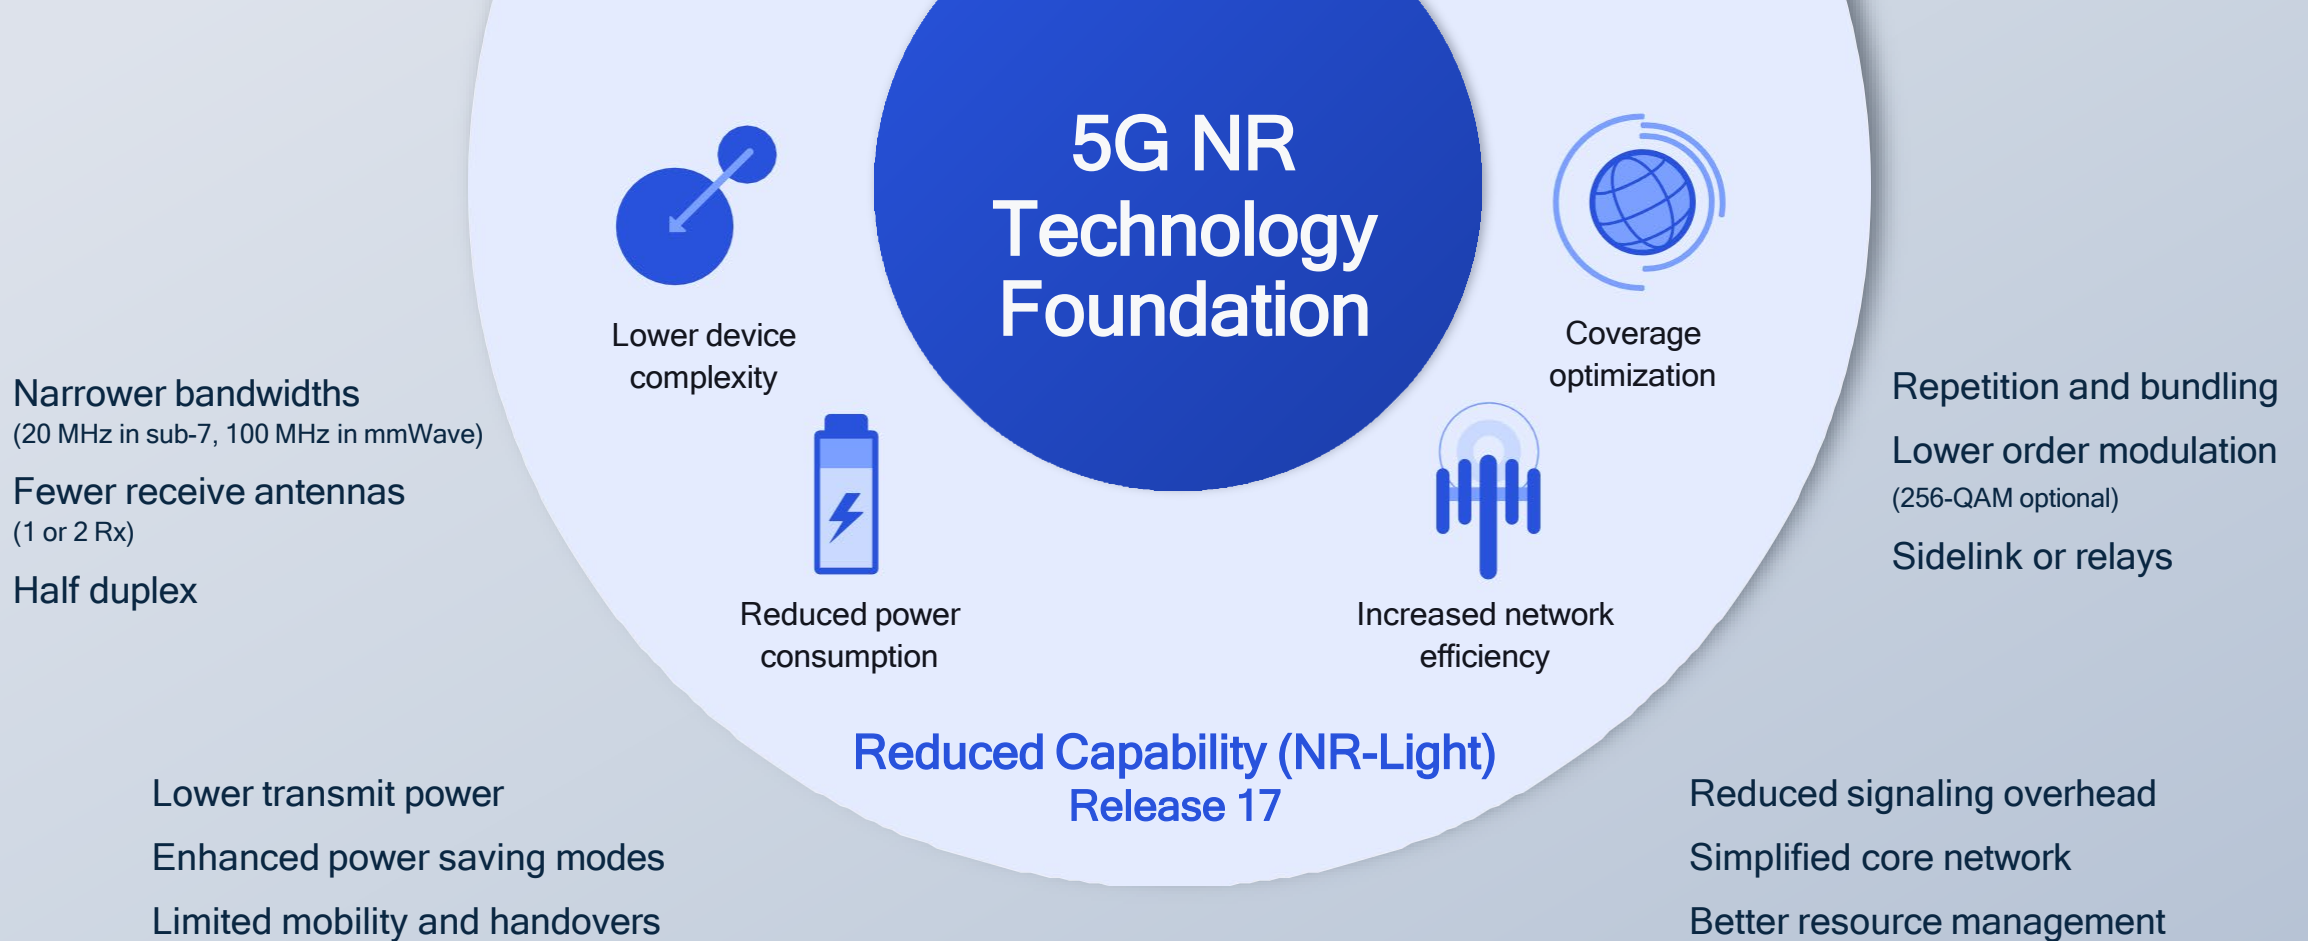 5G NR
Technology
Foundation
Lower device
complexity
Coverage
optimization
Narrower bandwidths
(20 MHz in sub-7, 100 MHz in mmWave)
Fewer receive antennas
(1 or 2 Rx)
Half duplex
Repetition and bundling
Lower order modulation
(256-QAM optional)
Sidelink or relays
Reduced power
consumption
Increased network
efficiency
Reduced Capability (NR-Light)
Release 17
Lower transmit power
Enhanced power saving modes
Limited mobility and handovers
Reduced signaling overhead
Simplified core network
Better resource management